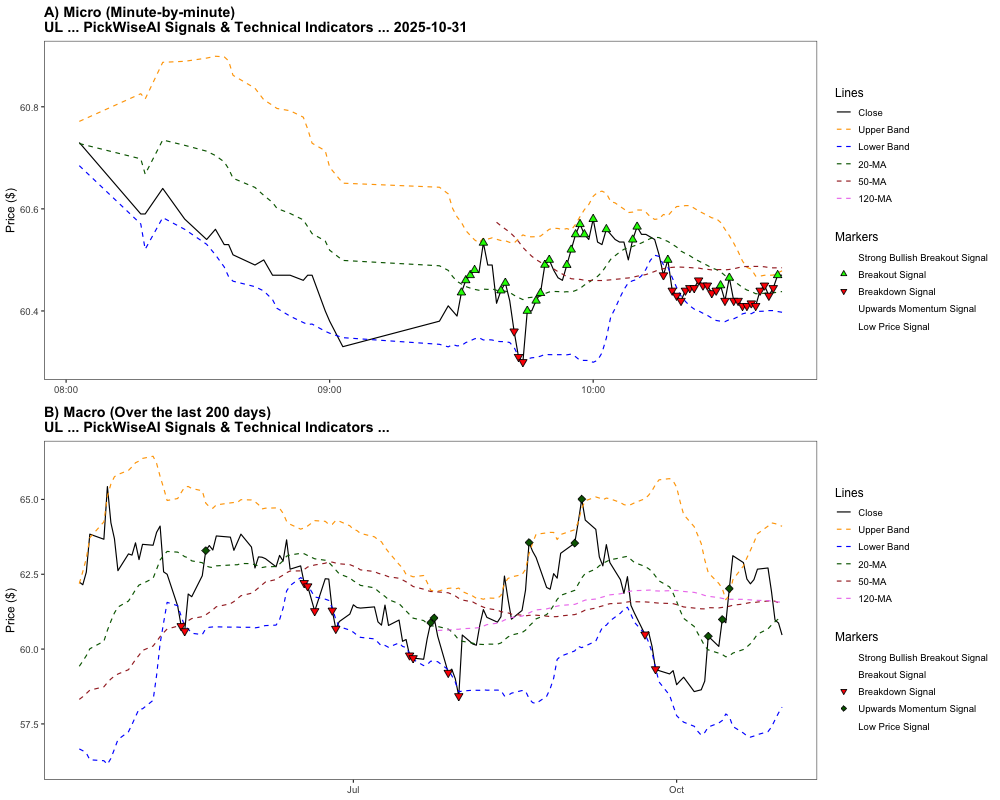 A) Micro (Minute-by-minute)
UL ... PickWiseAI Signals & Technical Indicators ... 2025-10-31
Price ($)
60.8
60.6
60.4
08:00
09:00
10:00
Lines
Close
Upper Band
Lower Band
20-MA
50-MA
120-MA
Markers
Strong Bullish Breakout Signal
Breakout Signal
Breakdown Signal
Upwards Momentum Signal
Low Price Signal
B) Macro (Over the last 200 days)
UL ... PickWiseAI Signals & Technical Indicators ...
Price ($)
65.0
62.5
60.0
57.5
Jul
Oct
Lines
Close
Upper Band
Lower Band
20-MA
50-MA
120-MA
Markers
Strong Bullish Breakout Signal
Breakout Signal
Breakdown Signal
Upwards Momentum Signal
Low Price Signal